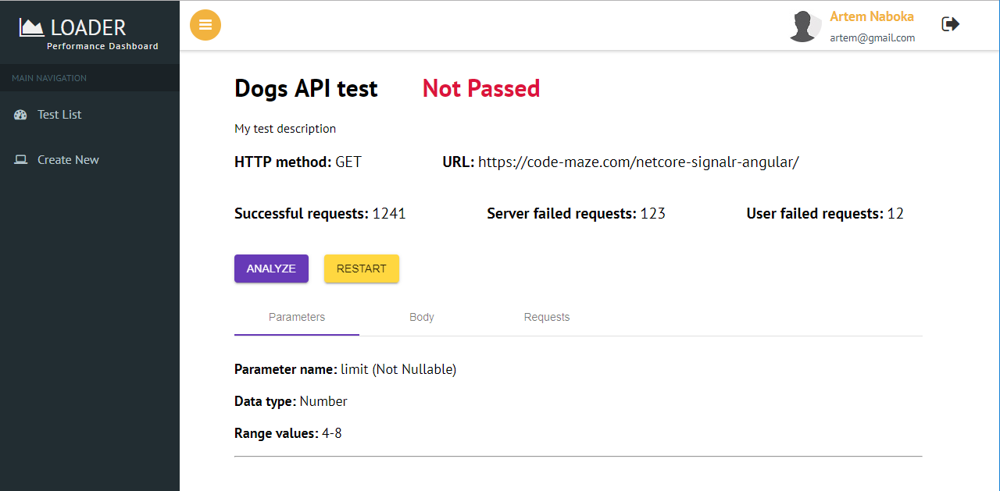 LOADER
Performance Dashboard
Artem Naboka
artem@gmail.com
MAIN NAVIGATION
Test List
Create New
Dogs API test Not Passed
My test description
HTTP method: GET URL: https://code-maze.com/netcore-signalr-angular/
Successful requests: 1241 Server failed requests: 123 User failed requests: 12
ANALYZE RESTART
Parameters Body Requests
Parameter name: limit (Not Nullable)
Data type: Number
Range values: 4-8